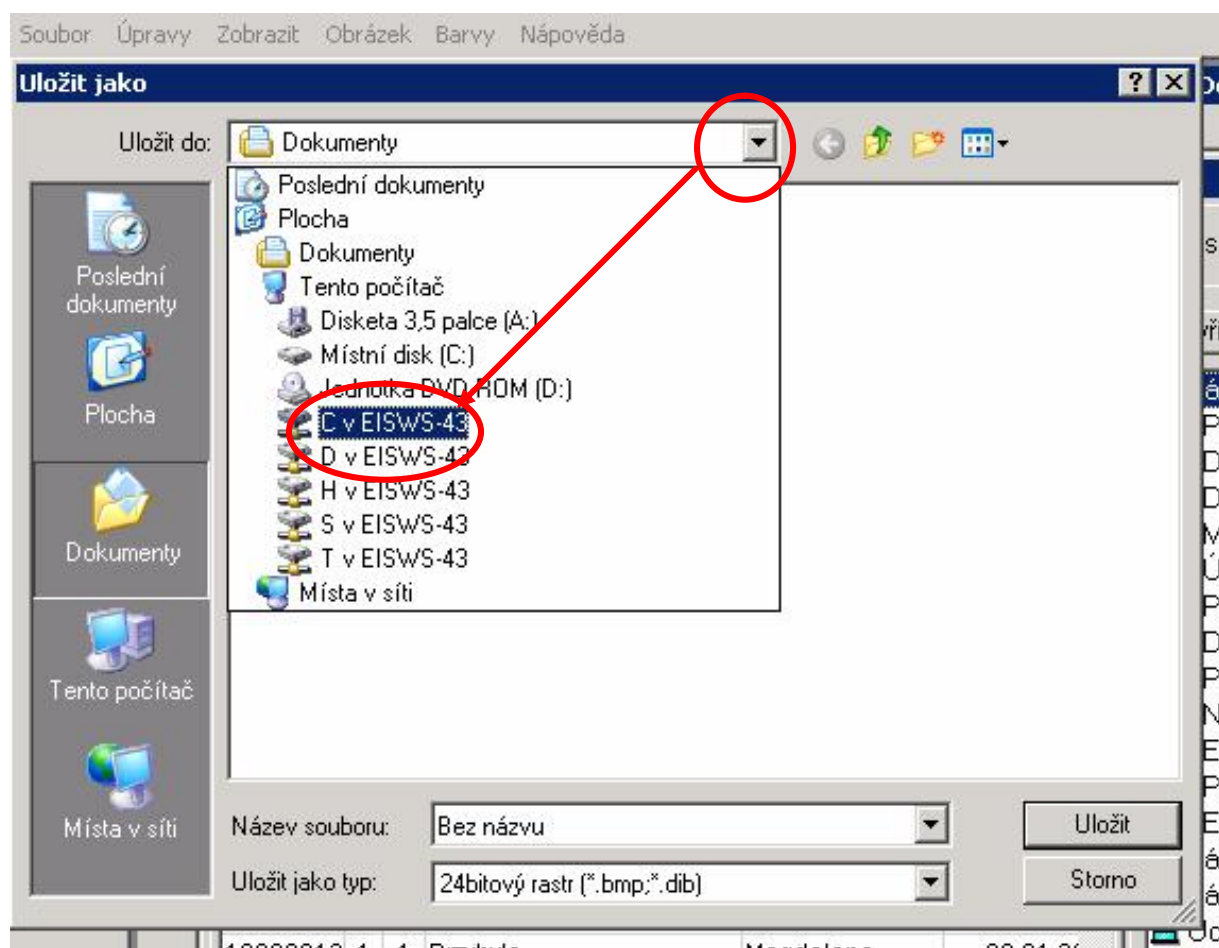 Soubor Úpravy Zobrazit Obrázek Barvy Nápověda
Uložit jako
Uložit do: Dokumenty
Poslední dokumenty
Plocha
Dokumenty
Tento počítač
Disketa 3,5 palce (A:)
Místní disk (C:)
Jednotka DVD-ROM (D:)
C v EISWS-43
D v EISWS-43
H v EISWS-43
S v EISWS-43
T v EISWS-43
Místa v síti
Poslední
dokumenty
Plocha
Dokumenty
Tento počítač
Místa v síti
Název souboru: Bez názvu
Uložit
Uložit jako typ: 24bitový rastr (*.bmp;*.dib)
Storno